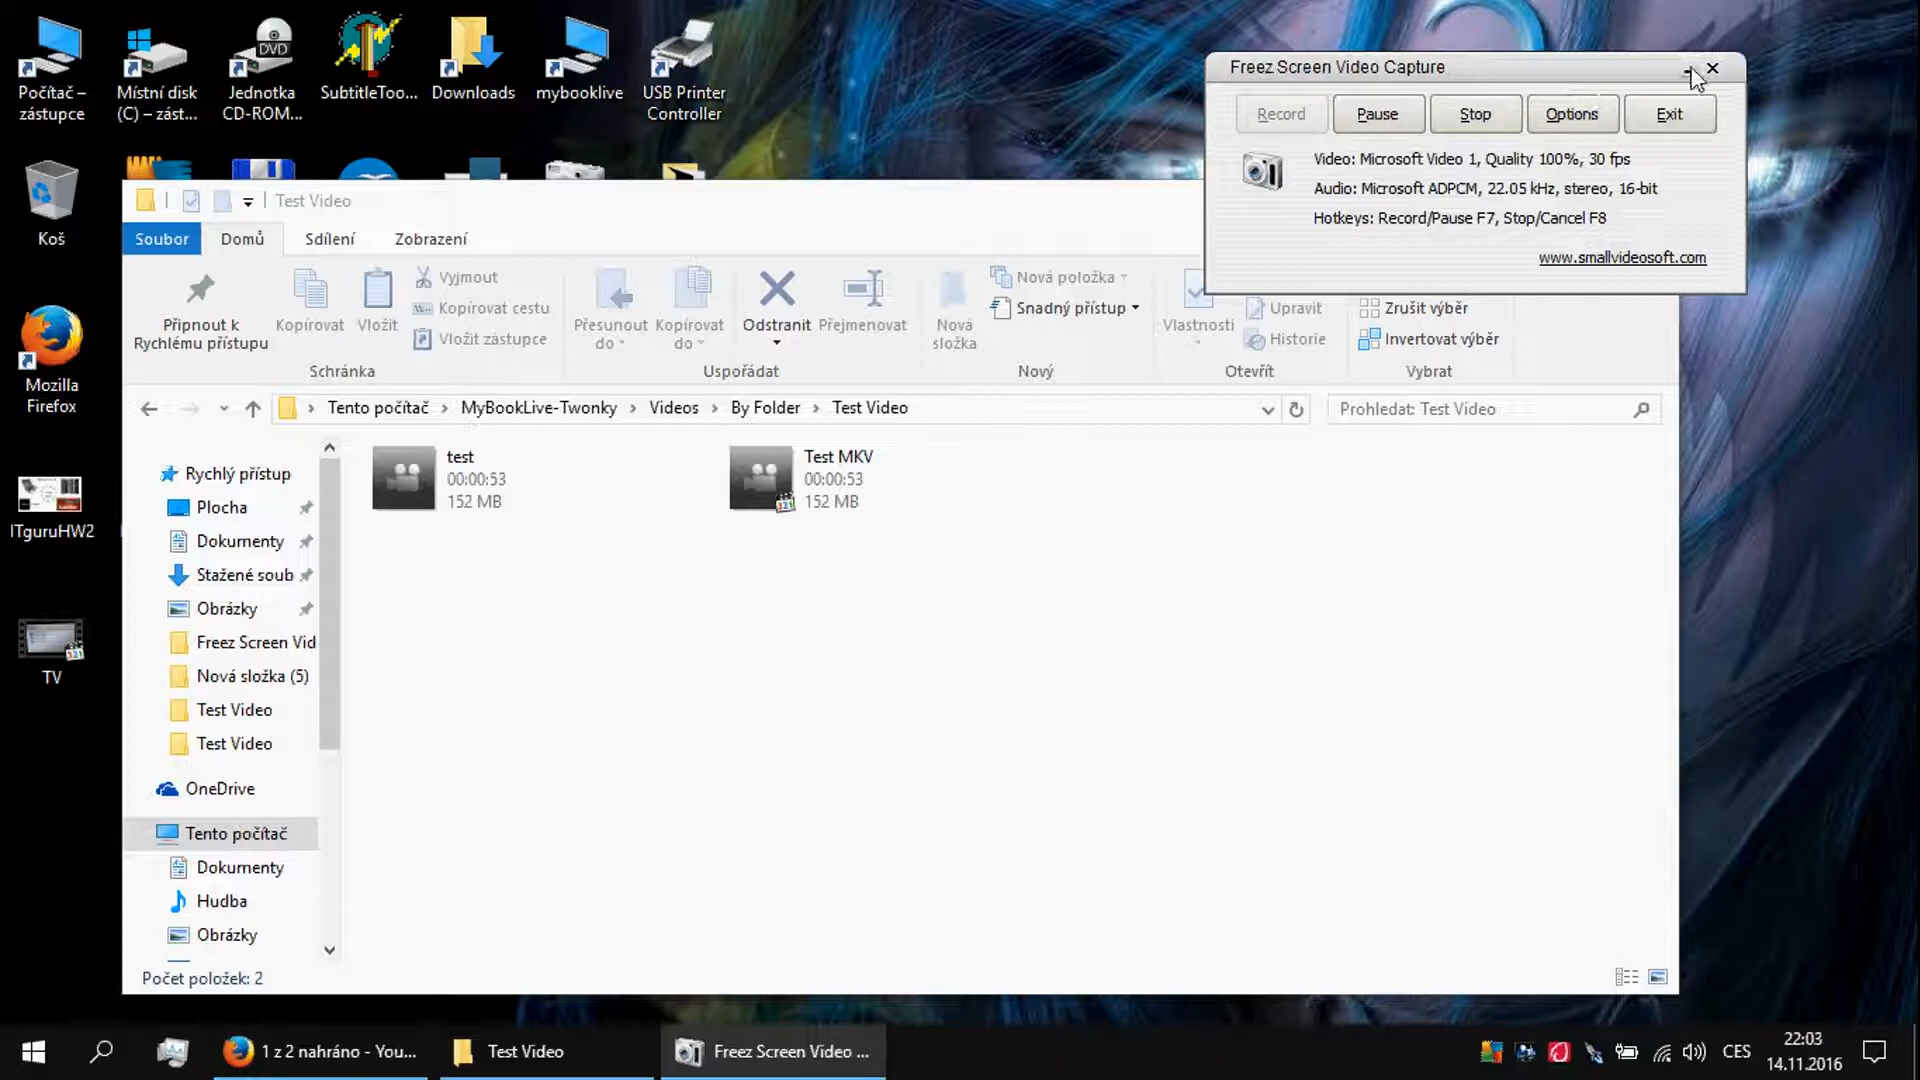 Počítač –
zástupce
Místní disk
(C) – zást...
DVD
Jednotka
CD-ROM...
SubtitleToo...
Downloads
mybooklive
USB Printer
Controller
Koš
Mozilla
Firefox
ITguruHW2
TV
Freez Screen Video Capture
Record
Pause
Stop
Options
Exit
Video: Microsoft Video 1, Quality 100%, 30 fps
Audio: Microsoft ADPCM, 22.05 kHz, stereo, 16-bit
Hotkeys: Record/Pause F7, Stop/Cancel F8
www.smallvideosoft.com
Test Video
Soubor
Domů
Sdílení
Zobrazení
Připnout k
Rychlému přístupu
Kopírovat
Vložit
Vyjmout
Kopírovat cestu
Vložit zástupce
Schránka
Přesunout
do
Kopírovat
do
Odstranit
Přejmenovat
Uspořádat
Nová
složka
Nová položka
Snadný přístup
Nový
Vlastnosti
Upravit
Historie
Otevřít
Zrušit výběr
Invertovat výběr
Vybrat
Tento počítač
MyBookLive-Twonky
Videos
By Folder
Test Video
Prohledat: Test Video
Rychlý přístup
Plocha
Dokumenty
Stažené soub
Obrázky
Freez Screen Vid
Nová složka (5)
Test Video
Test Video
OneDrive
Tento počítač
Dokumenty
Hudba
Obrázky
test
00:00:53
152 MB
321
Test MKV
00:00:53
152 MB
Počet položek: 2
1 z 2 nahráno - You...
Test Video
Freez Screen Video ...
CES
22:03
14.11.2016